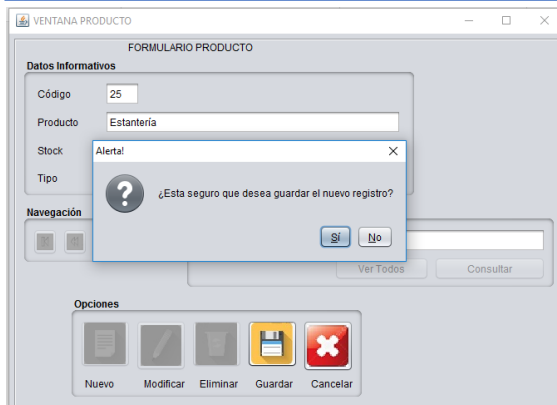 VENTANA PRODUCTO
FORMULARIO PRODUCTO
Datos Informativos
Código 25
Producto Estantería
Stock
Tipo
Alerta!
¿Esta seguro que desea guardar el nuevo registro?
Sí No
Navegación
Ver Todos Consultar
Opciones
Nuevo Modificar Eliminar Guardar Cancelar